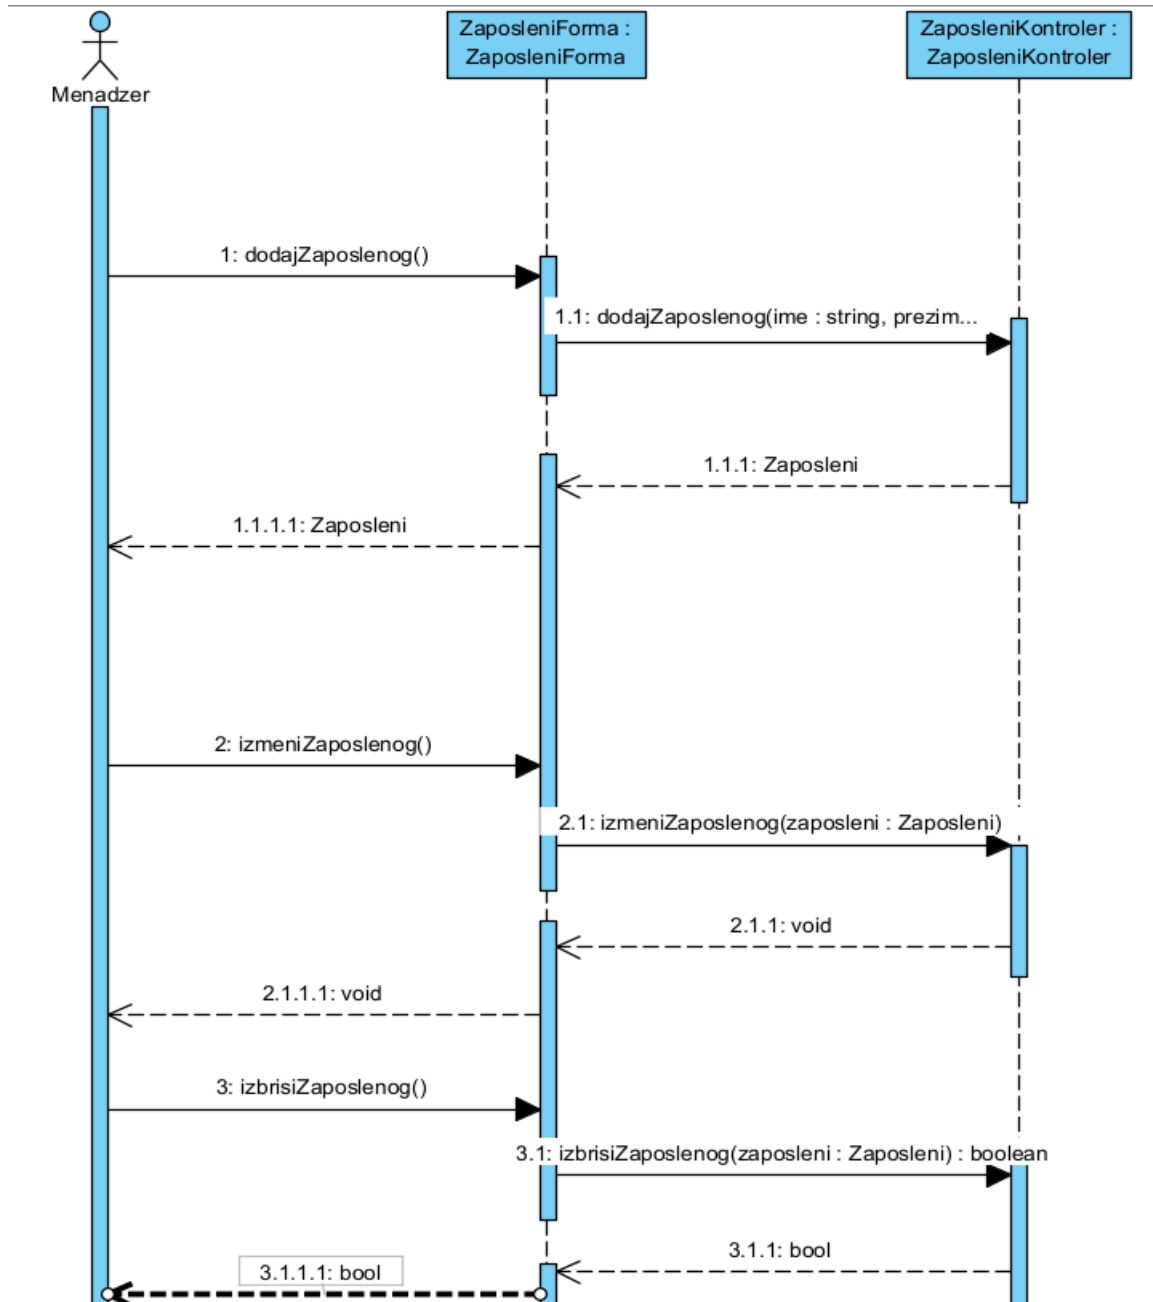 ZaposleniForma :
ZaposleniForma
ZaposleniKontroler :
ZaposleniKontroler
Menadzer
1: dodajZaposlenog()
1.1: dodajZaposlenog(ime : string, prezim...
1.1.1: Zaposleni
1.1.1.1: Zaposleni
2: izmeniZaposlenog()
2.1: izmeniZaposlenog(zaposleni : Zaposleni)
2.1.1: void
2.1.1.1: void
3: izbrisiZaposlenog()
3.1: izbrisiZaposlenog(zaposleni : Zaposleni) : boolean
3.1.1: bool
3.1.1.1: bool